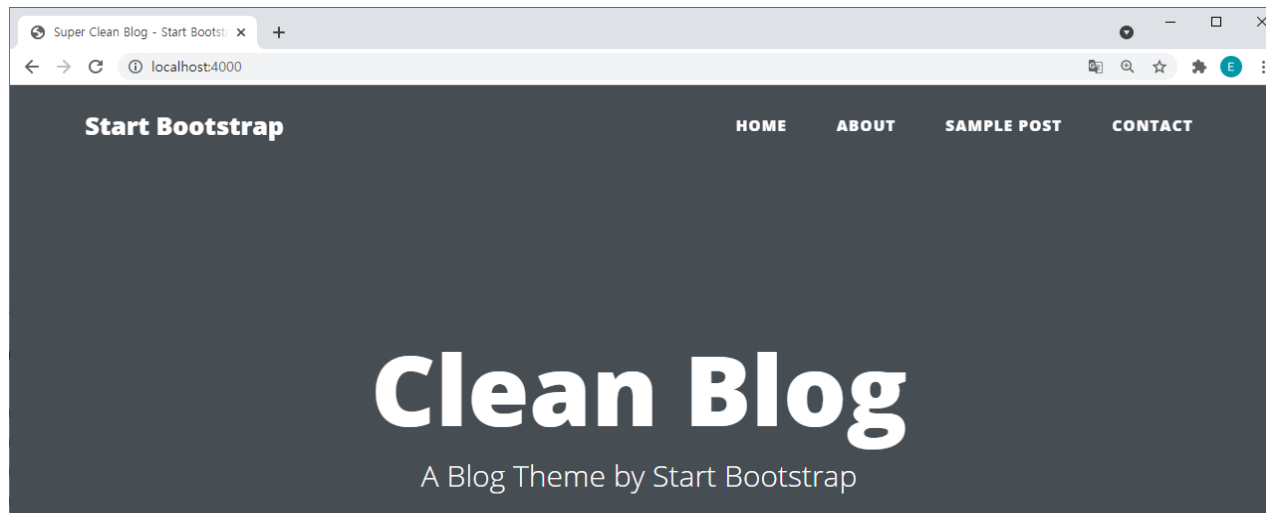 Super Clean Blog - Start Bootst
localhost:4000
E
Start Bootstrap
HOME ABOUT SAMPLE POST CONTACT
Clean Blog
A Blog Theme by Start Bootstrap